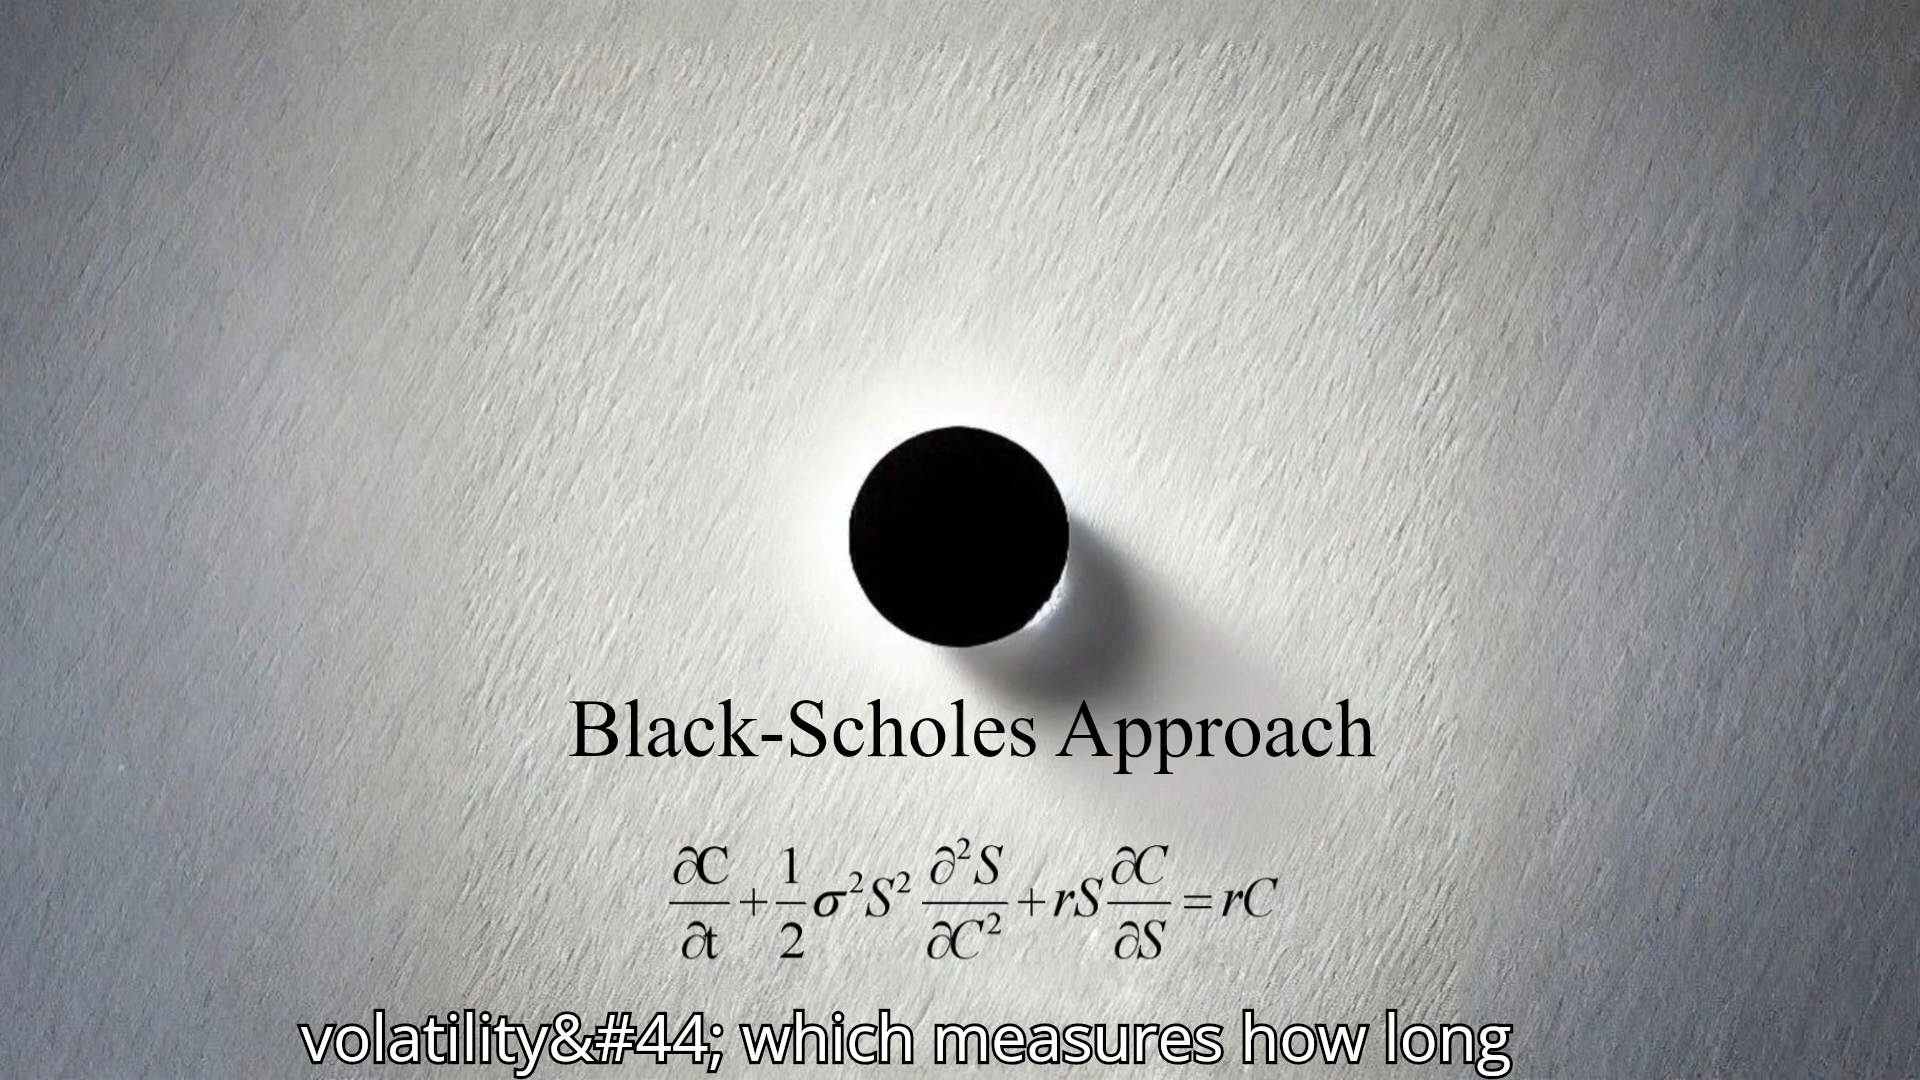 Black-Scholes Approach
∂C/∂t + 1/2 σ²S² ∂²S/∂C² + rS ∂C/∂S = rC
volatility&#44; which measures how long